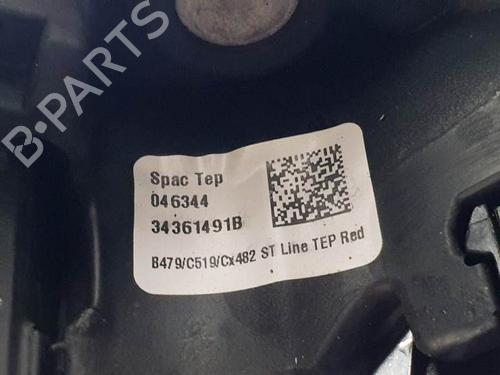 B-PARTS
Spac Tep
046344
34361491B
B479/C519/Cx482 ST Line TEP Red